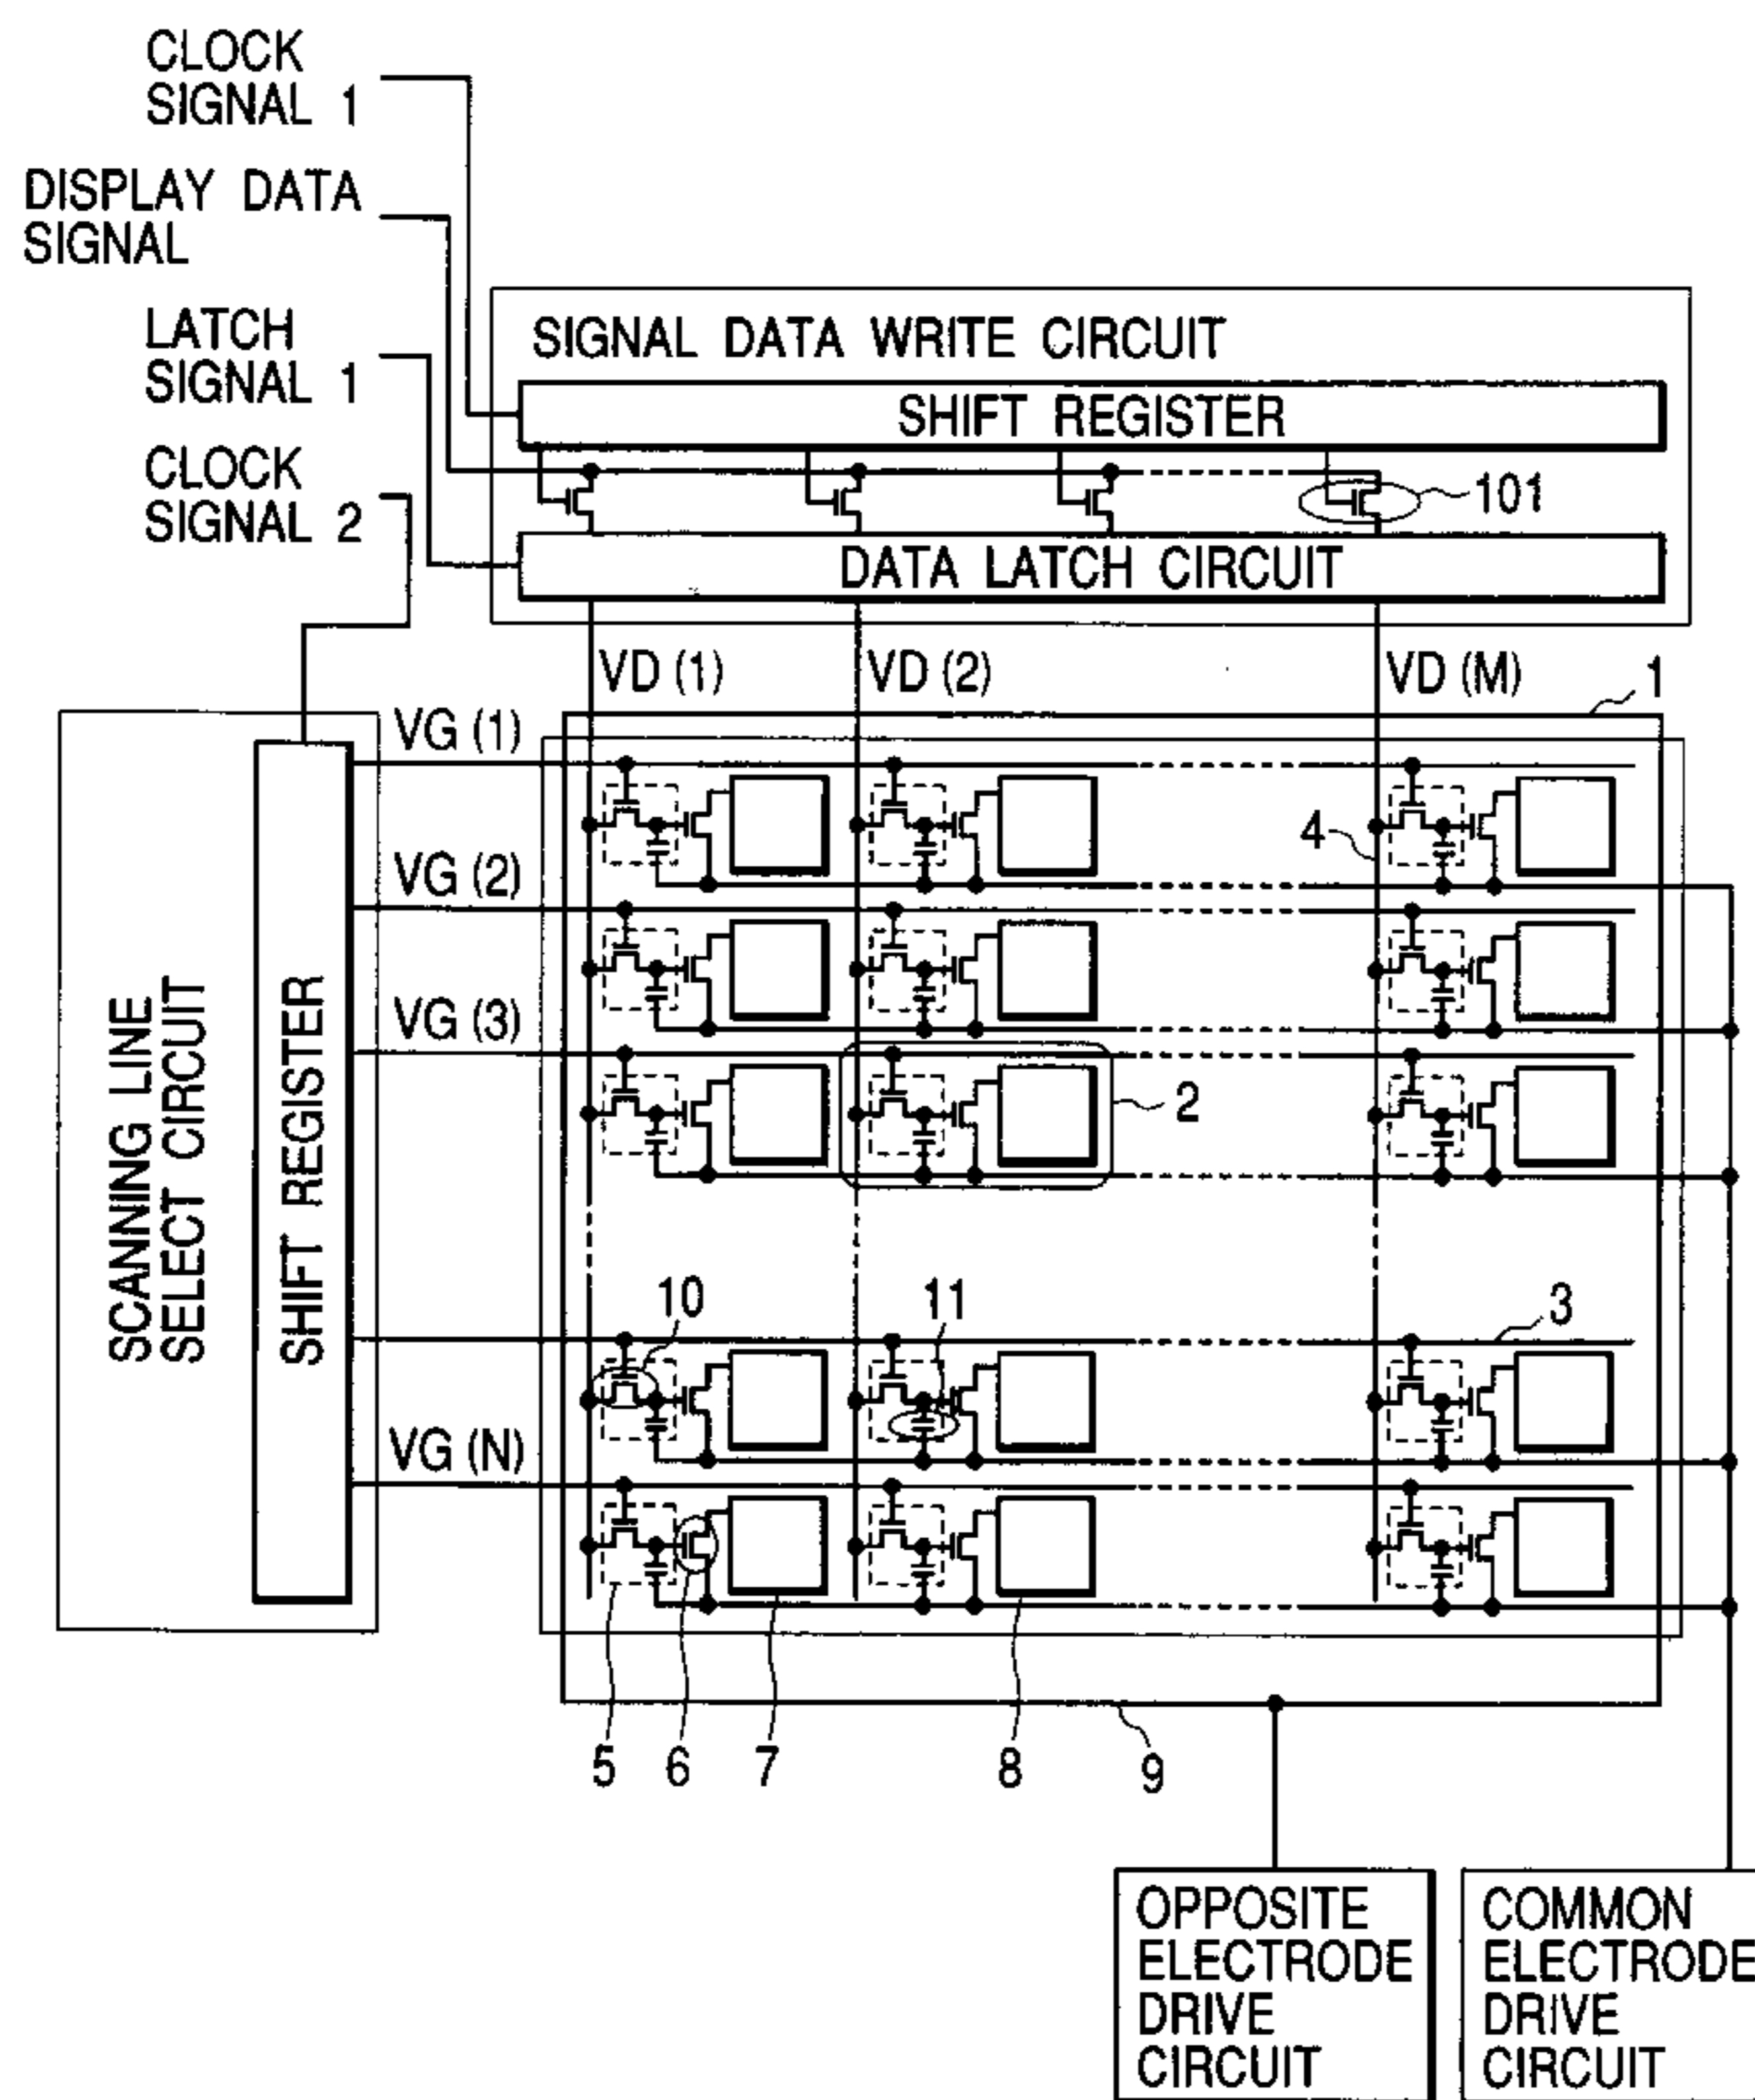 CLOCK
SIGNAL 1
DISPLAY DATA
SIGNAL
LATCH
SIGNAL 1
CLOCK
SIGNAL 2
SIGNAL DATA WRITE CIRCUIT
SHIFT REGISTER
101
DATA LATCH CIRCUIT
VD (1)
VD (2)
VD (M)
1
VG (1)
4
VG (2)
VG (3)
2
SCANNING LINE
SELECT CIRCUIT
SHIFT REGISTER
10
11
3
VG (N)
5
6
7
8
9
OPPOSITE
ELECTRODE
DRIVE
CIRCUIT
COMMON
ELECTRODE
DRIVE
CIRCUIT